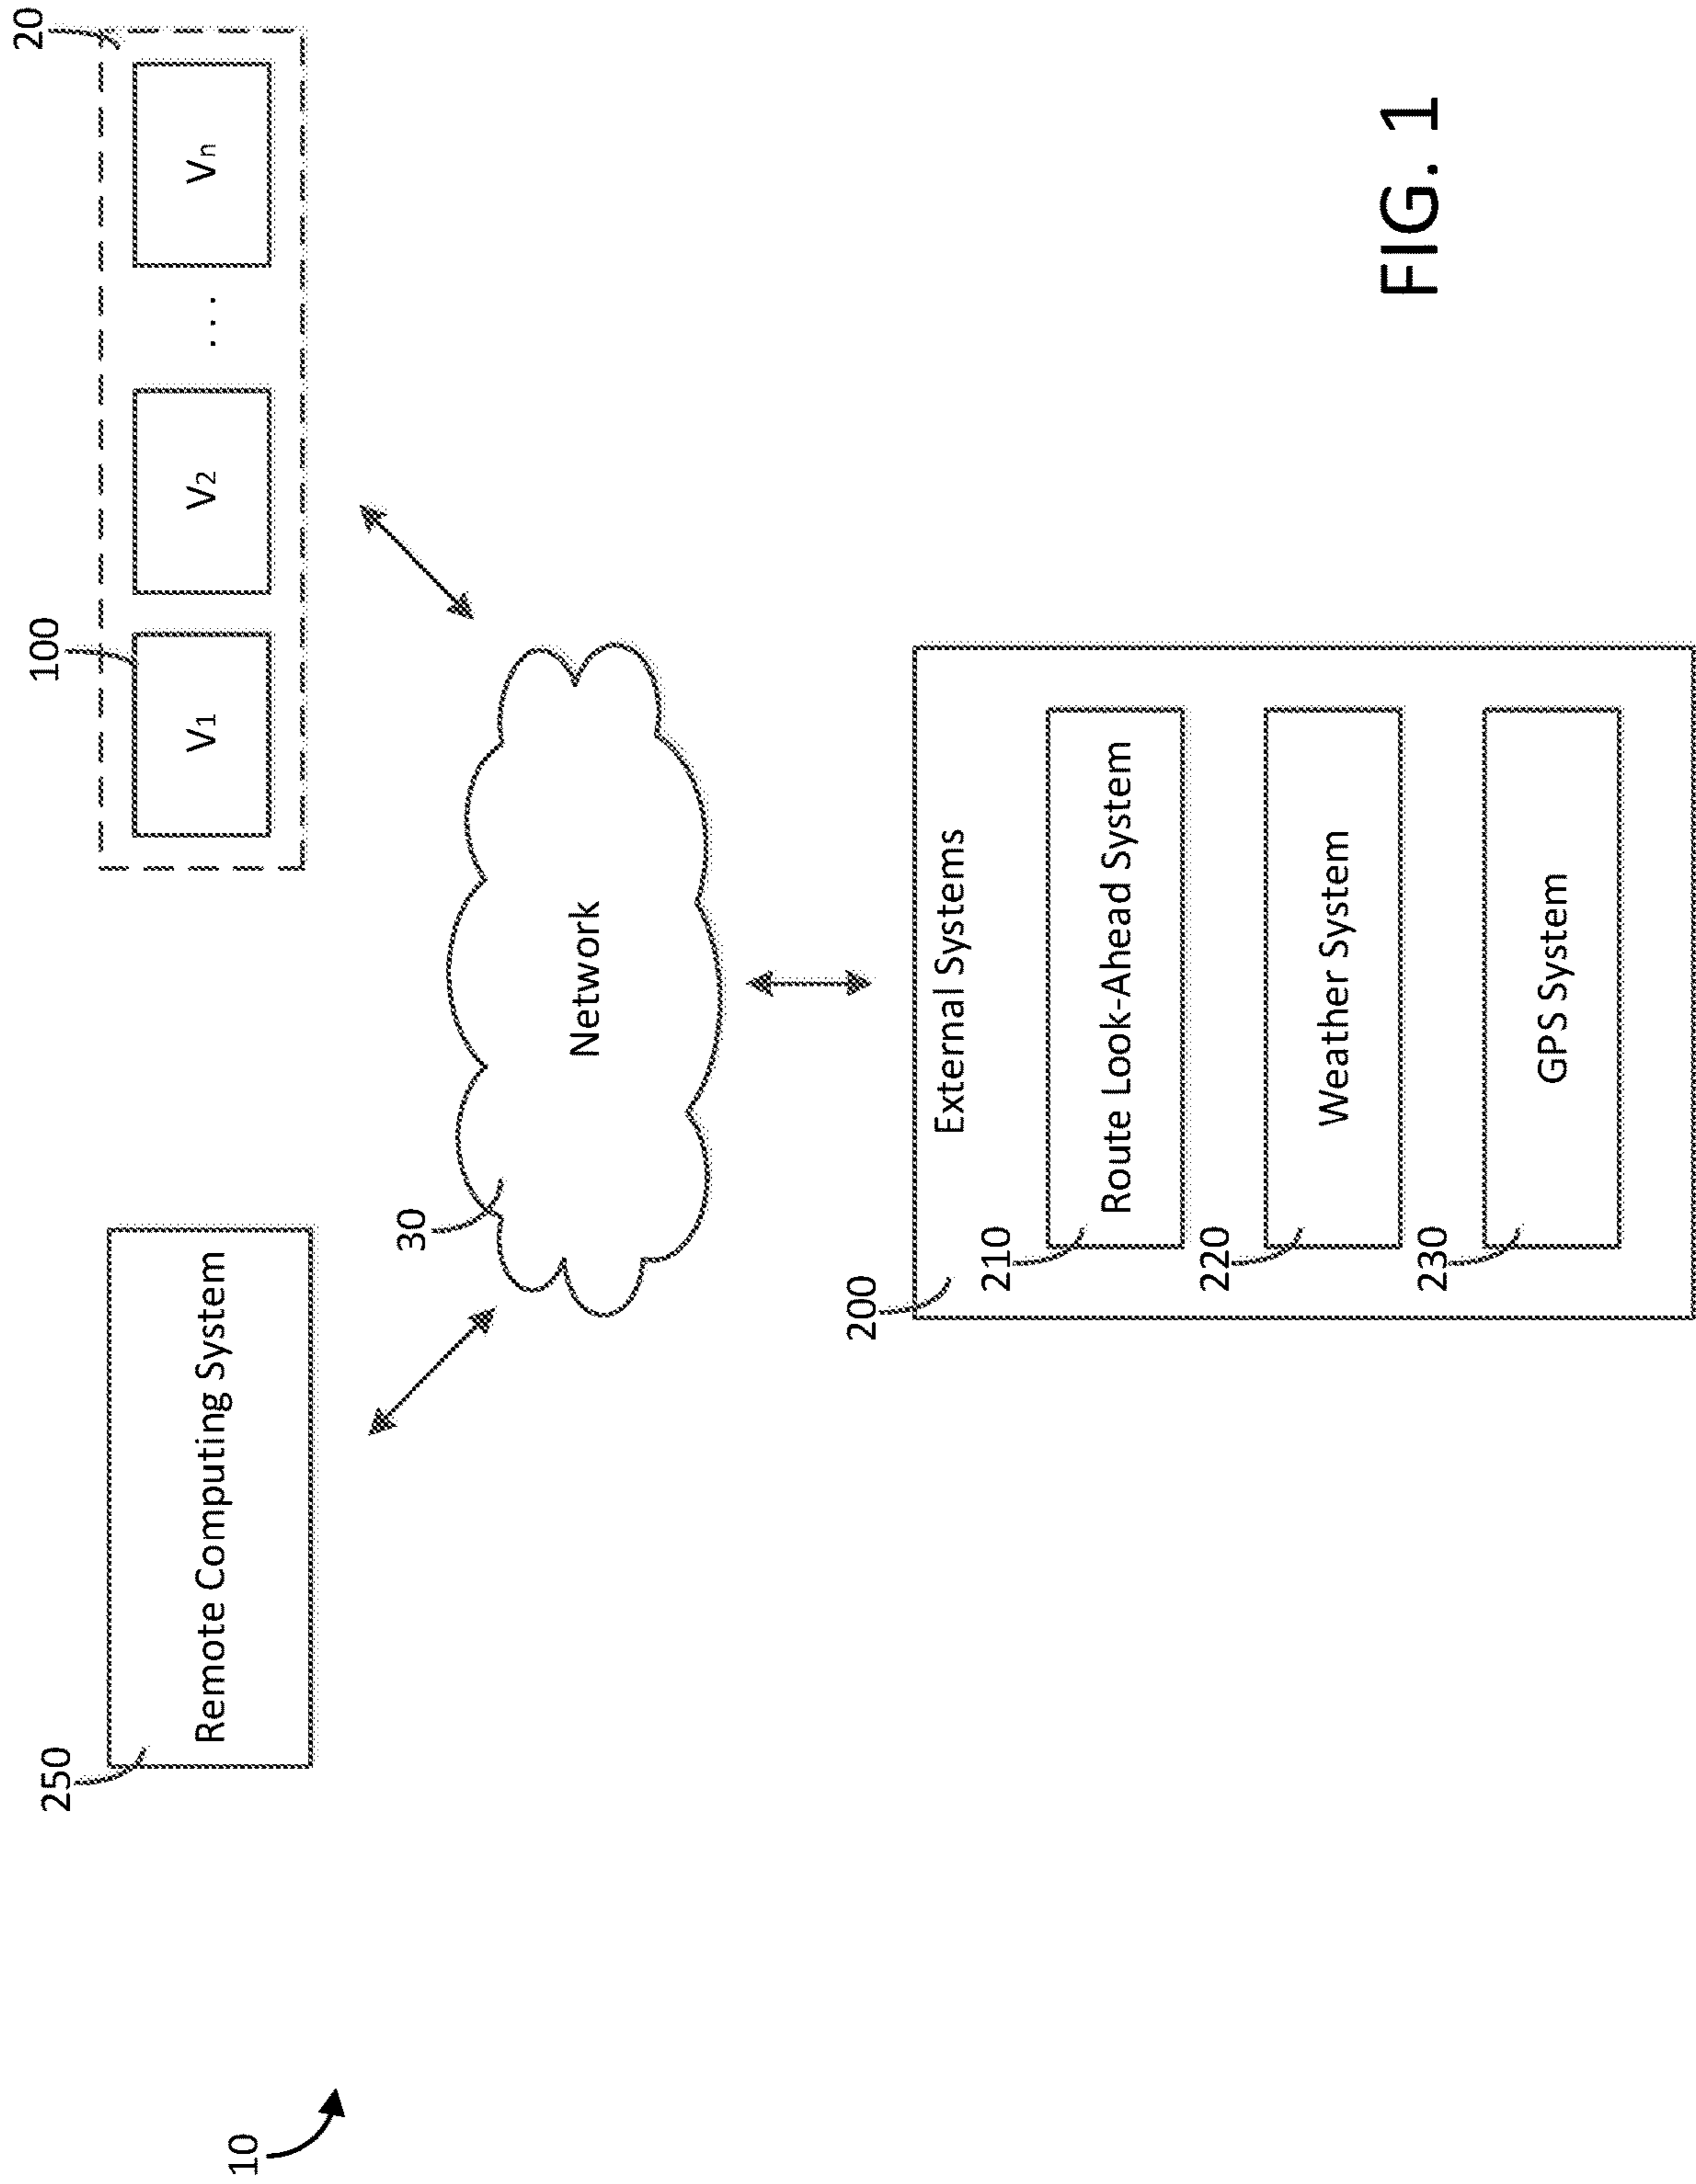 10
250
Remote Computing System
100
20
V1
V2
...
Vn
30
Network
200
External Systems
210
Route Look-Ahead System
220
Weather System
230
GPS System
FIG. 1